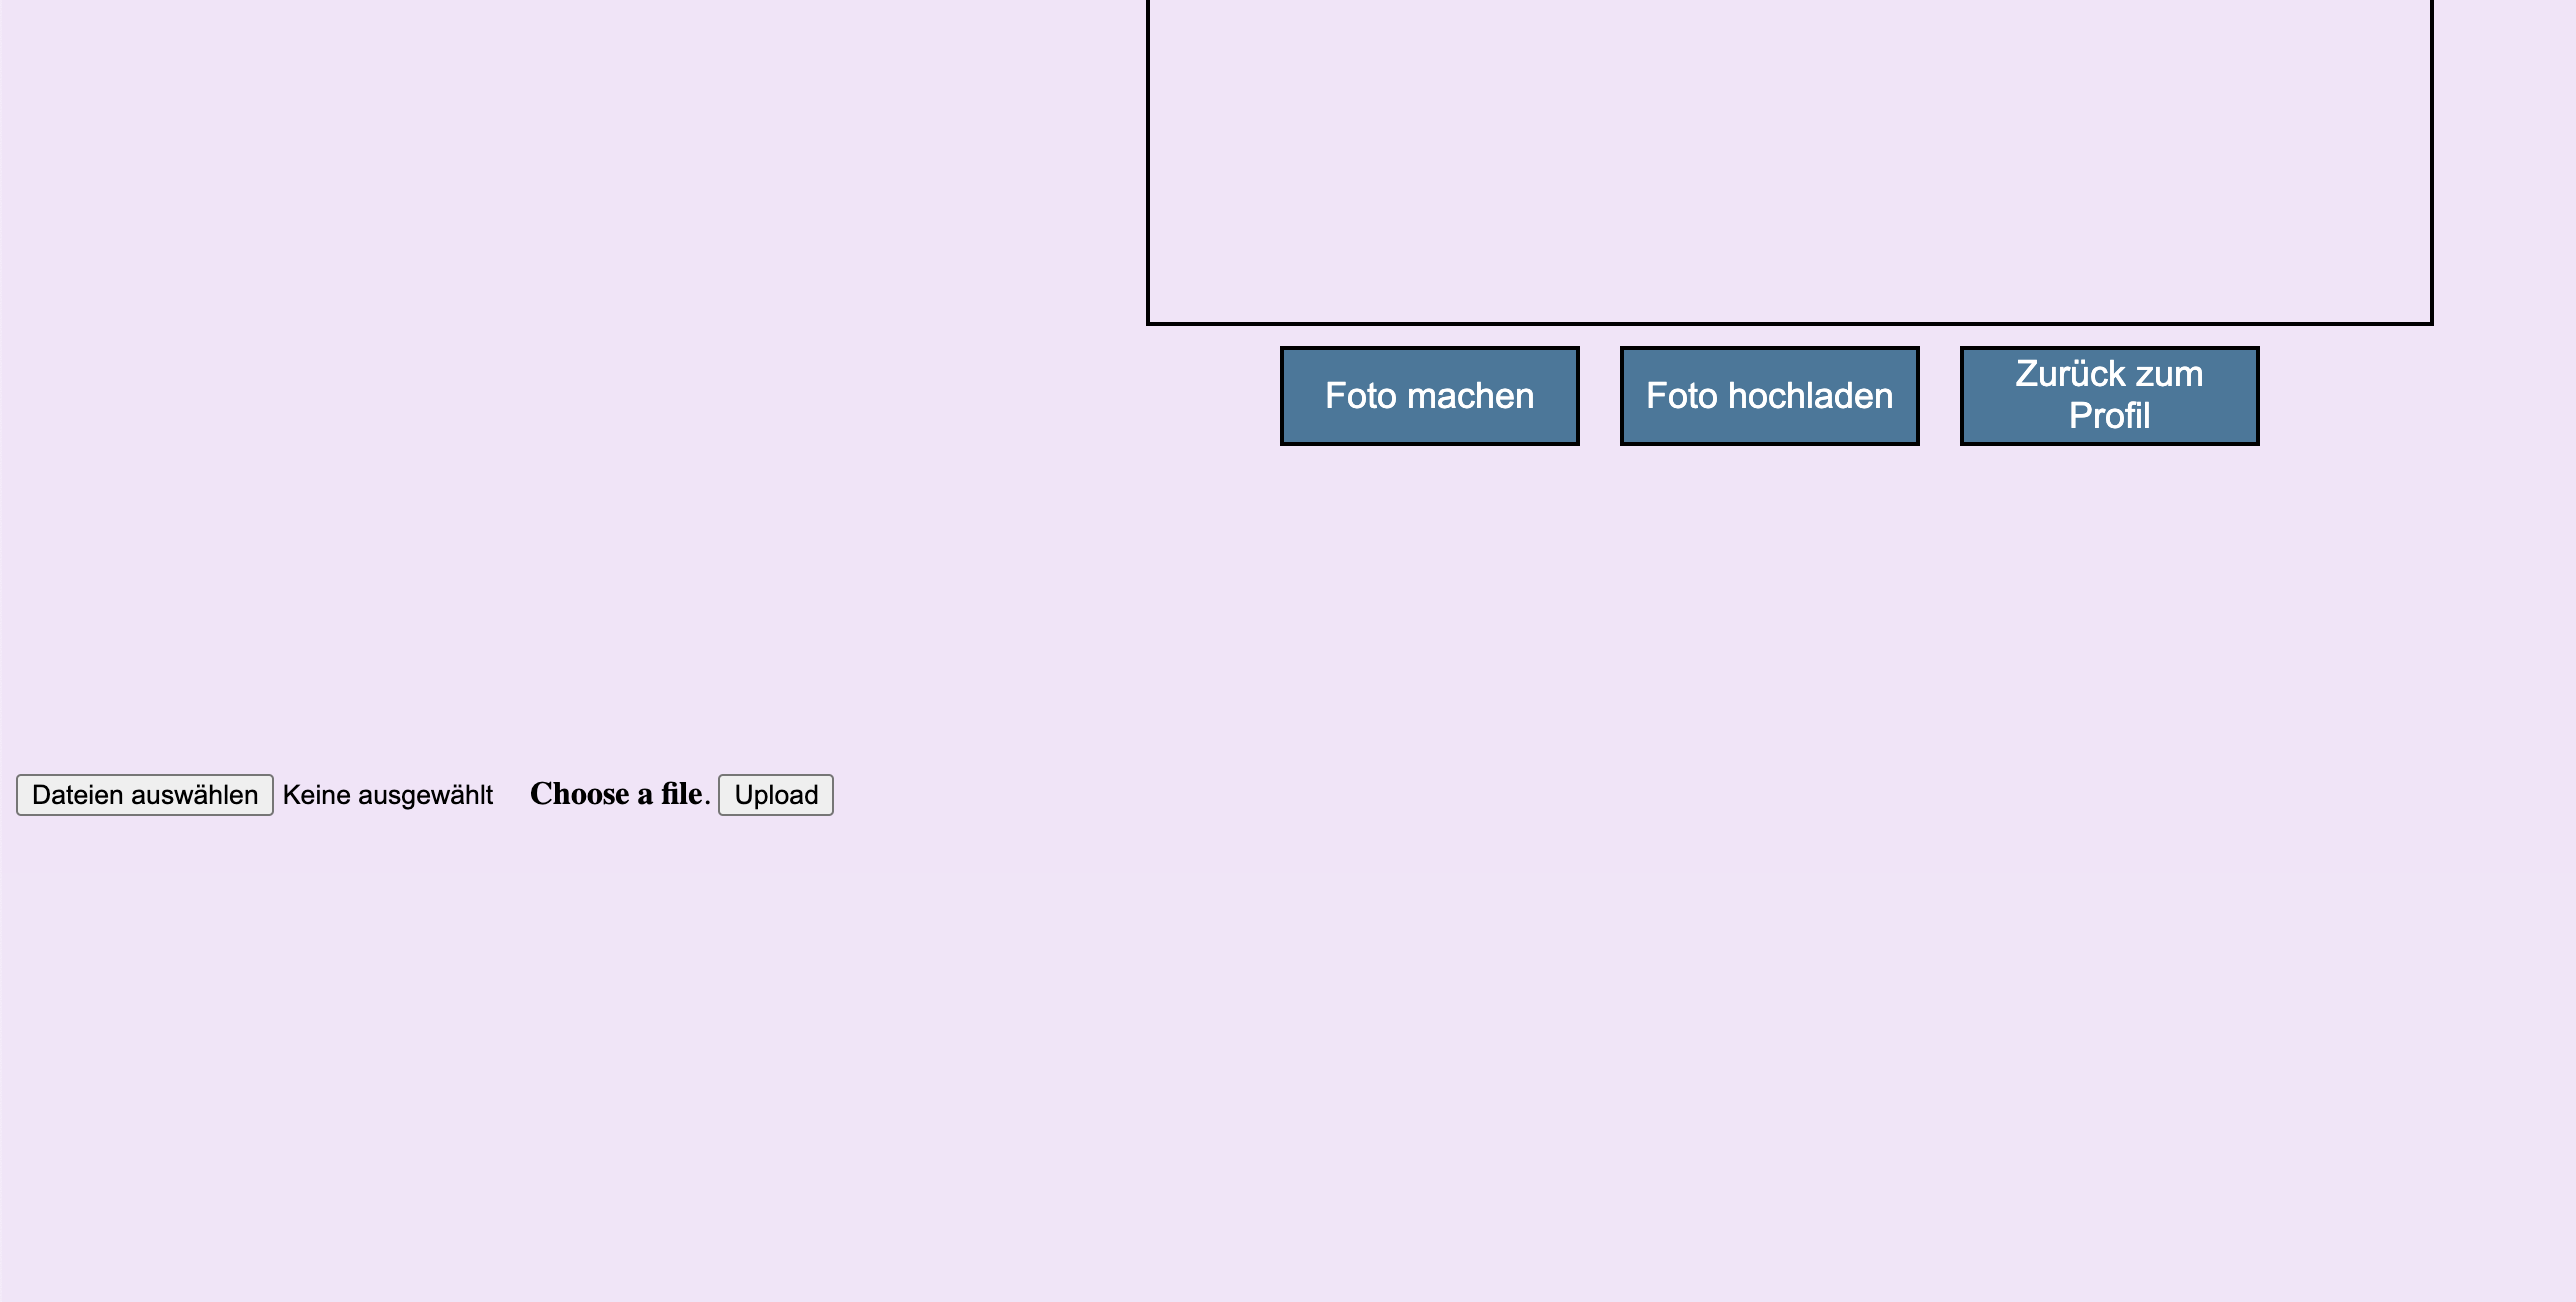 Foto machen
Foto hochladen
Zurück zum
Profil
Dateien auswählen Keine ausgewählt Choose a file. Upload